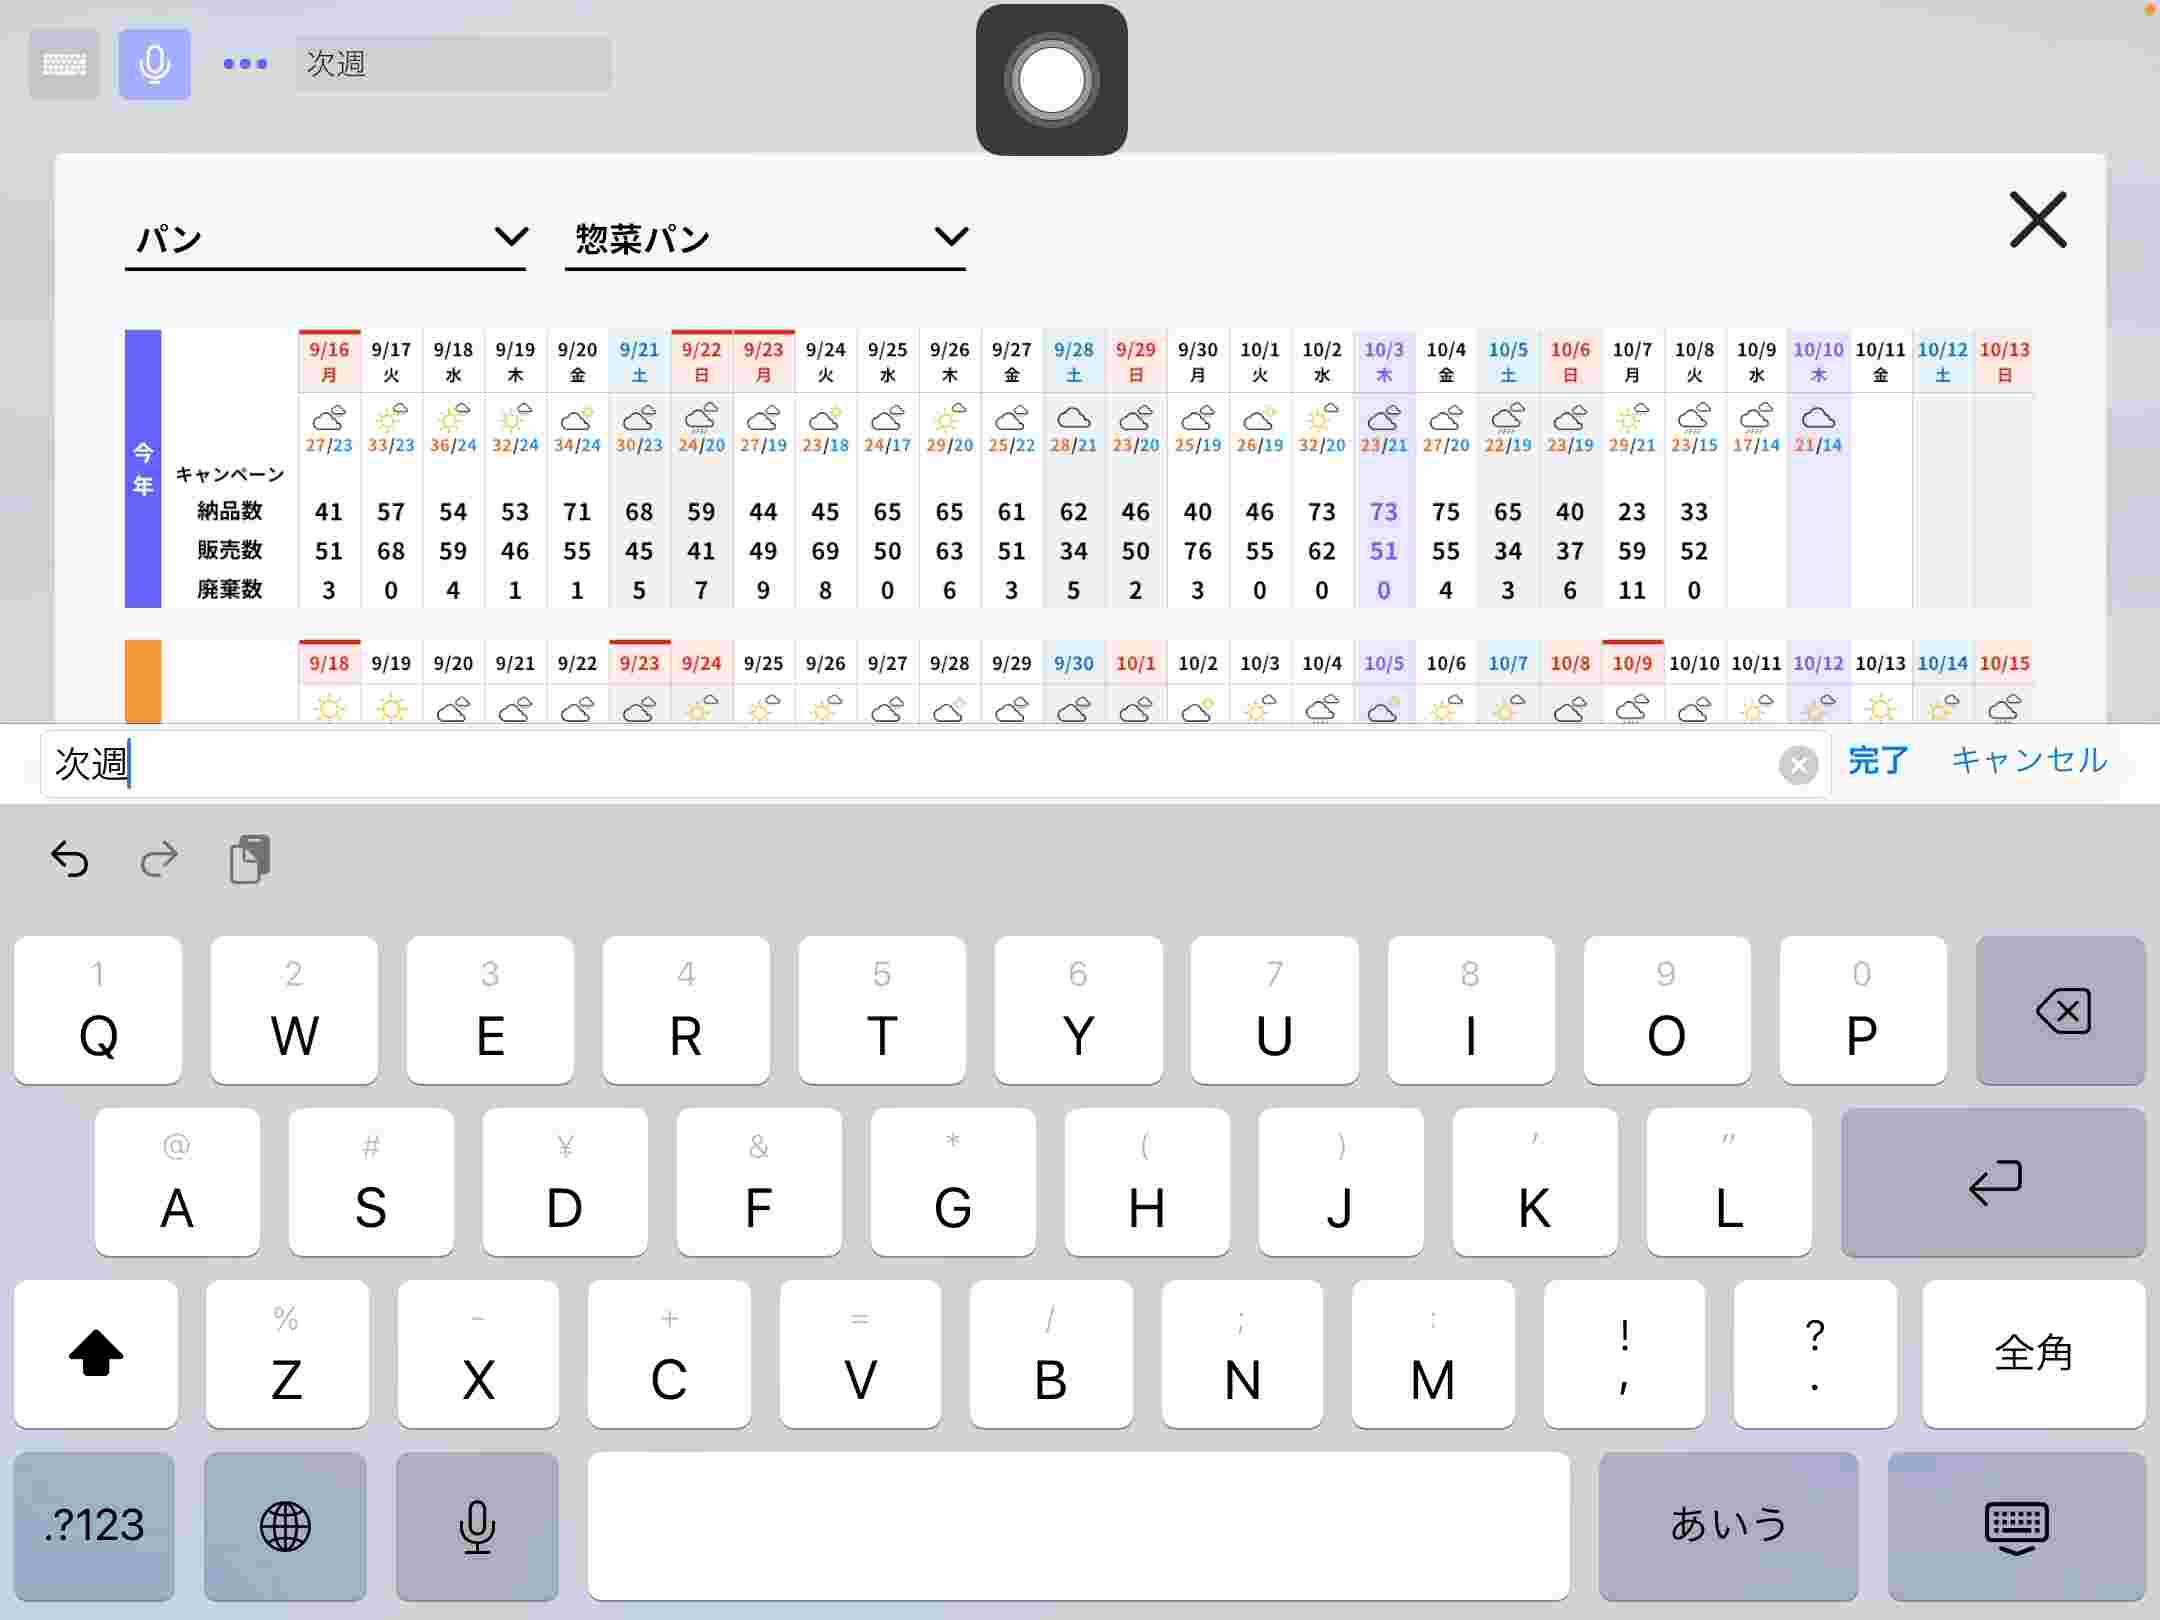 次週
パン 惣菜パン
今年
9/16 9/17 9/18 9/19 9/20 9/21 9/22 9/23 9/24 9/25 9/26 9/27 9/28 9/29 9/30 10/1 10/2 10/3 10/4 10/5 10/6 10/7 10/8 10/9 10/10 10/11 10/12 10/13
月 火 水 木 金 土 日 月 火 水 木 金 土 日 月 火 水 木 金 土 日 月 火 水 木 金 土 日
27/23 33/23 36/24 32/24 34/24 30/23 24/20 27/19 23/18 24/17 29/20 25/22 28/21 23/20 25/19 26/19 32/20 23/21 27/20 22/19 23/19 29/21 23/15 17/14 21/14
キャンペーン
納品数 41 57 54 53 71 68 59 44 45 65 65 61 62 46 40 46 73 73 75 65 40 23 33
販売数 51 68 59 46 55 45 41 49 69 50 63 51 34 50 76 55 62 51 55 34 37 59 52
廃棄数 3 0 4 1 1 5 7 9 8 0 6 3 5 2 3 0 0 0 4 3 6 11 0
9/18 9/19 9/20 9/21 9/22 9/23 9/24 9/25 9/26 9/27 9/28 9/29 9/30 10/1 10/2 10/3 10/4 10/5 10/6 10/7 10/8 10/9 10/10 10/11 10/12 10/13 10/14 10/15
次週 完了 キャンセル
1 2 3 4 5 6 7 8 9 0
Q W E R T Y U I O P
@ # ¥ & * ( ) ' "
A S D F G H J K L
% - + = / ; : ! ?
Z X C V B N M , . 全角
.?123 あいう